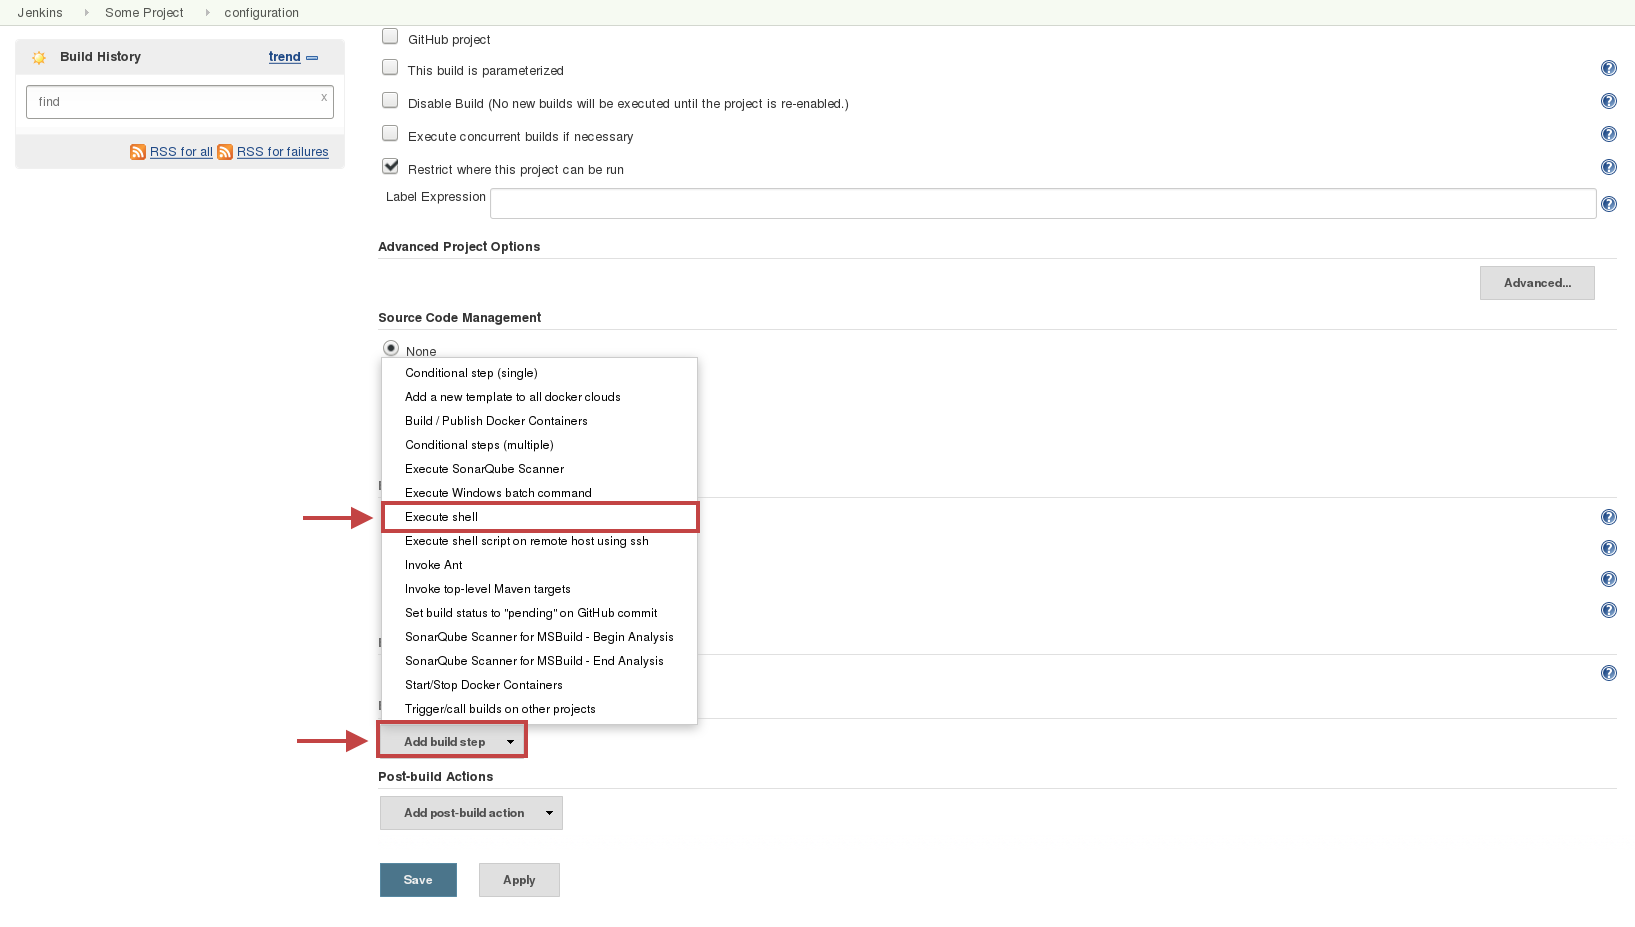 Jenkins Some Project configuration
Build History trend
find x
RSS for all RSS for failures
GitHub project
This build is parameterized
Disable Build (No new builds will be executed until the project is re-enabled.)
Execute concurrent builds if necessary
Restrict where this project can be run
Label Expression
Advanced Project Options
Advanced...
Source Code Management
None
Conditional step (single)
Add a new template to all docker clouds
Build / Publish Docker Containers
Conditional steps (multiple)
Execute SonarQube Scanner
Execute Windows batch command
Execute shell
Execute shell script on remote host using ssh
Invoke Ant
Invoke top-level Maven targets
Set build status to "pending" on GitHub commit
SonarQube Scanner for MSBuild - Begin Analysis
SonarQube Scanner for MSBuild - End Analysis
Start/Stop Docker Containers
Trigger/call builds on other projects
Add build step
Post-build Actions
Add post-build action
Save Apply